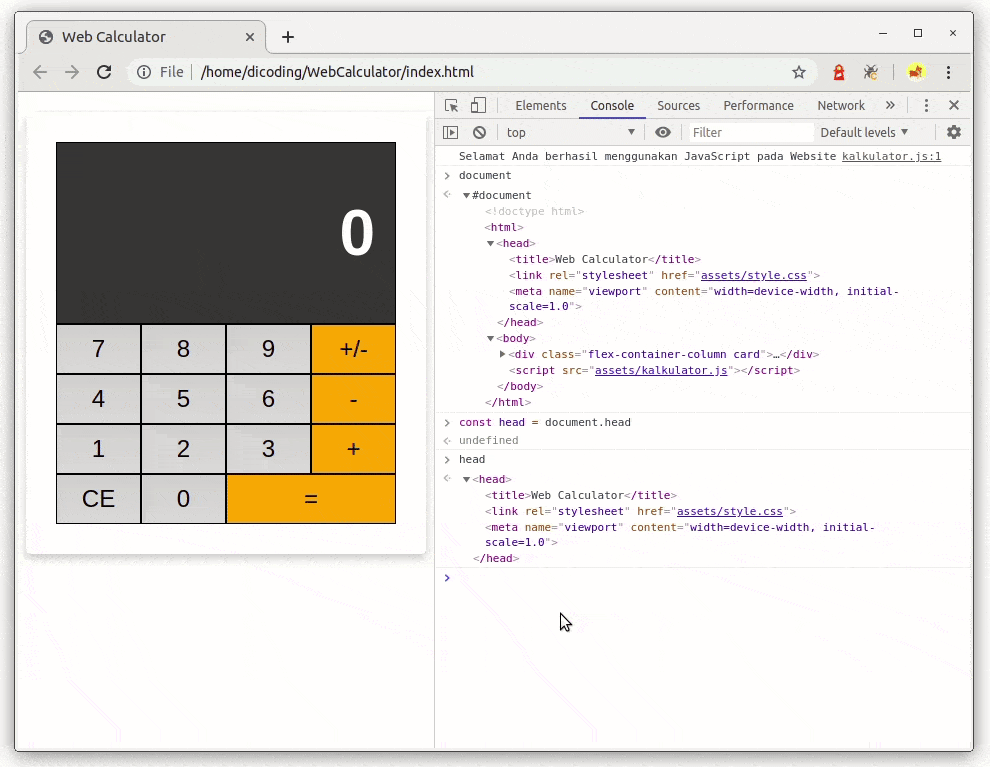 Web Calculator
File
/home/dicoding/WebCalculator/index.html
Elements Console Sources Performance Network
top Filter Default levels
Selamat Anda berhasil menggunakan JavaScript pada Website kalkulator.js:1
document
#document
<!doctype html>
<html>
<head>
<title>Web Calculator</title>
<link rel="stylesheet" href="assets/style.css">
<meta name="viewport" content="width=device-width, initial-
scale=1.0">
</head>
<body>
<div class="flex-container-column card">…</div>
<script src="assets/kalkulator.js"></script>
</body>
</html>
const head = document.head
undefined
head
<head>
<title>Web Calculator</title>
<link rel="stylesheet" href="assets/style.css">
<meta name="viewport" content="width=device-width, initial-
scale=1.0">
</head>
0
7 8 9 +/-
4 5 6 -
1 2 3 +
CE 0 =